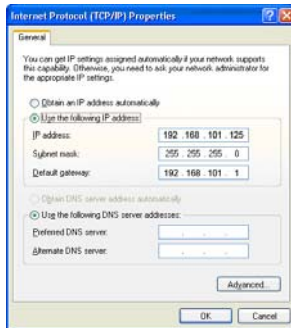 Internet Protocol (TCP/IP) Properties
General
You can get IP settings assigned automatically if your network supports
this capability. Otherwise, you need to ask your network administrator for
the appropriate IP settings.
Obtain an IP address automatically
Use the following IP address:
IP address: 192 . 168 . 101 . 125
Subnet mask: 255 . 255 . 255 . 0
Default gateway: 192 . 168 . 101 . 1
Obtain DNS server address automatically
Use the following DNS server addresses:
Preferred DNS server: . . .
Alternate DNS server: . . .
Advanced...
OK Cancel